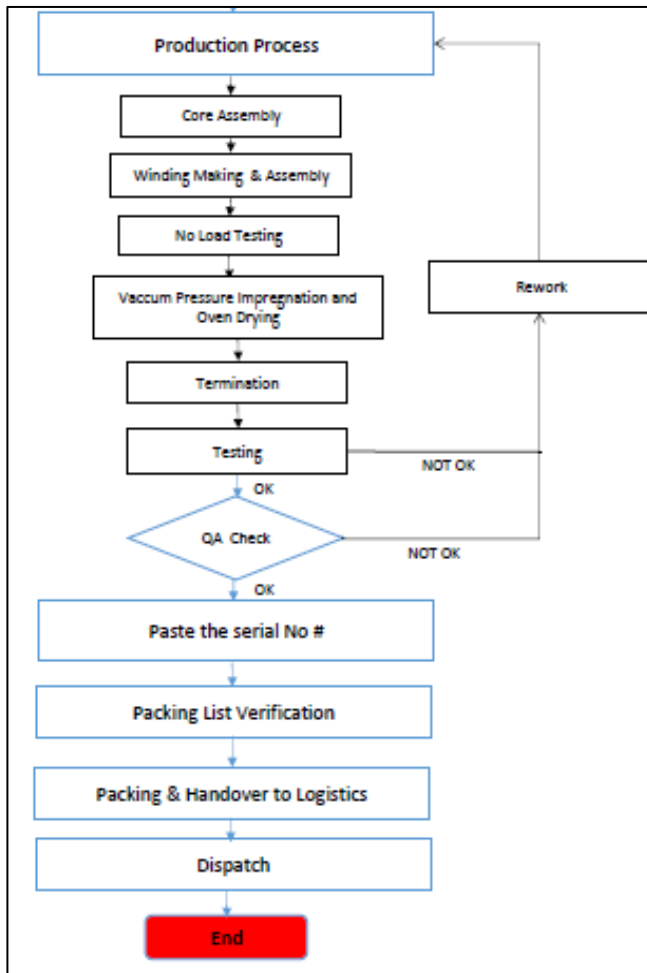 Production Process
Core Assembly
Winding Making & Assembly
No Load Testing
Vaccum Pressure Impregnation and
Oven Drying
Rework
Termination
Testing
NOT OK
OK
QA Check
NOT OK
OK
Paste the serial No #
Packing List Verification
Packing & Handover to Logistics
Dispatch
End